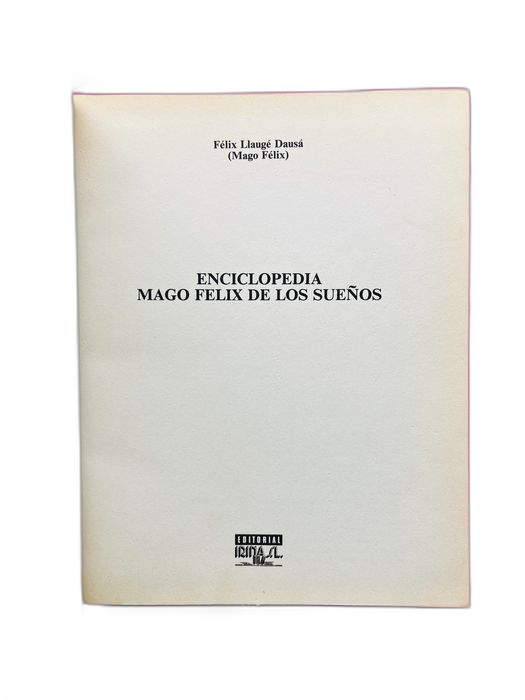 Félix Llaugé Dausá
(Mago Félix)
ENCICLOPEDIA
MAGO FELIX DE LOS SUEÑOS
EDITORIAL
IRINA S.L.